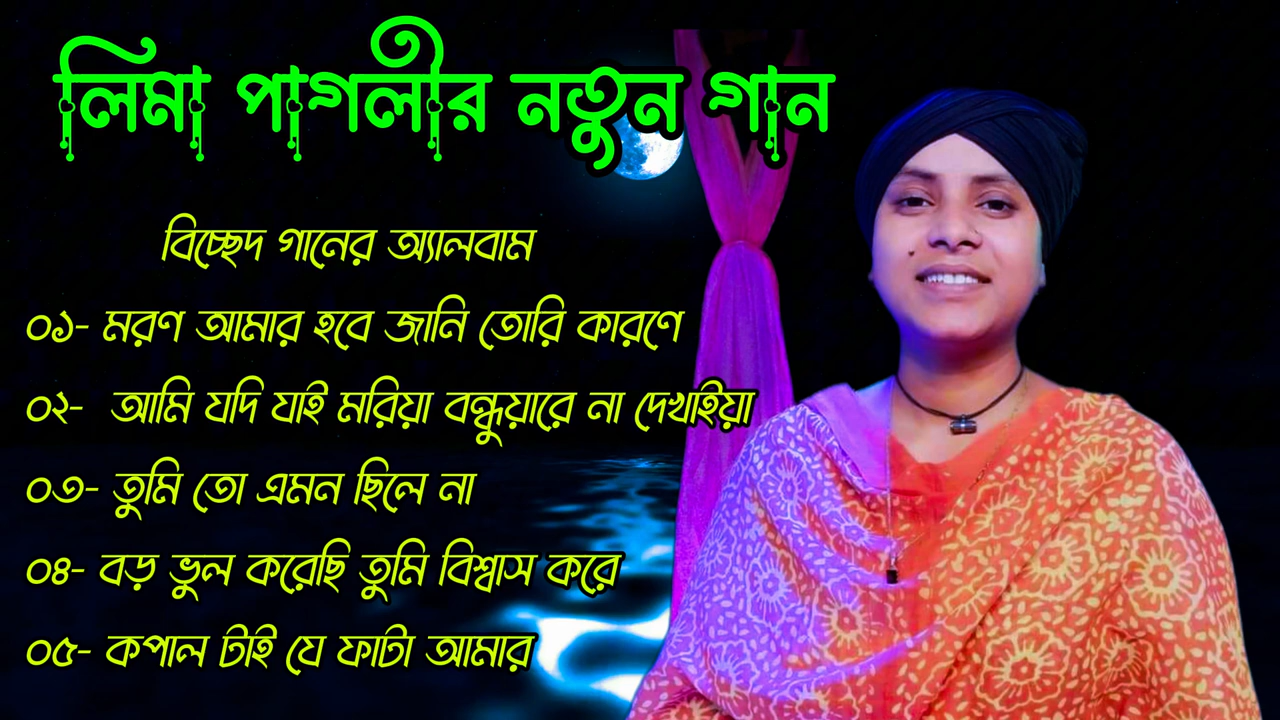 লিমা পাগলীর নতুন গান
বিচ্ছেদ গানের অ্যালবাম
০১- মরণ আমার হবে জানি তোরি কারণে
০২- আমি যদি যাই মরিয়া বন্ধুয়ারে না দেখাইয়া
০৩- তুমি তো এমন ছিলে না
০৪- বড় ভুল করেছি তুমি বিশ্বাস করে
০৫- কপাল টাই যে ফাটা আমার